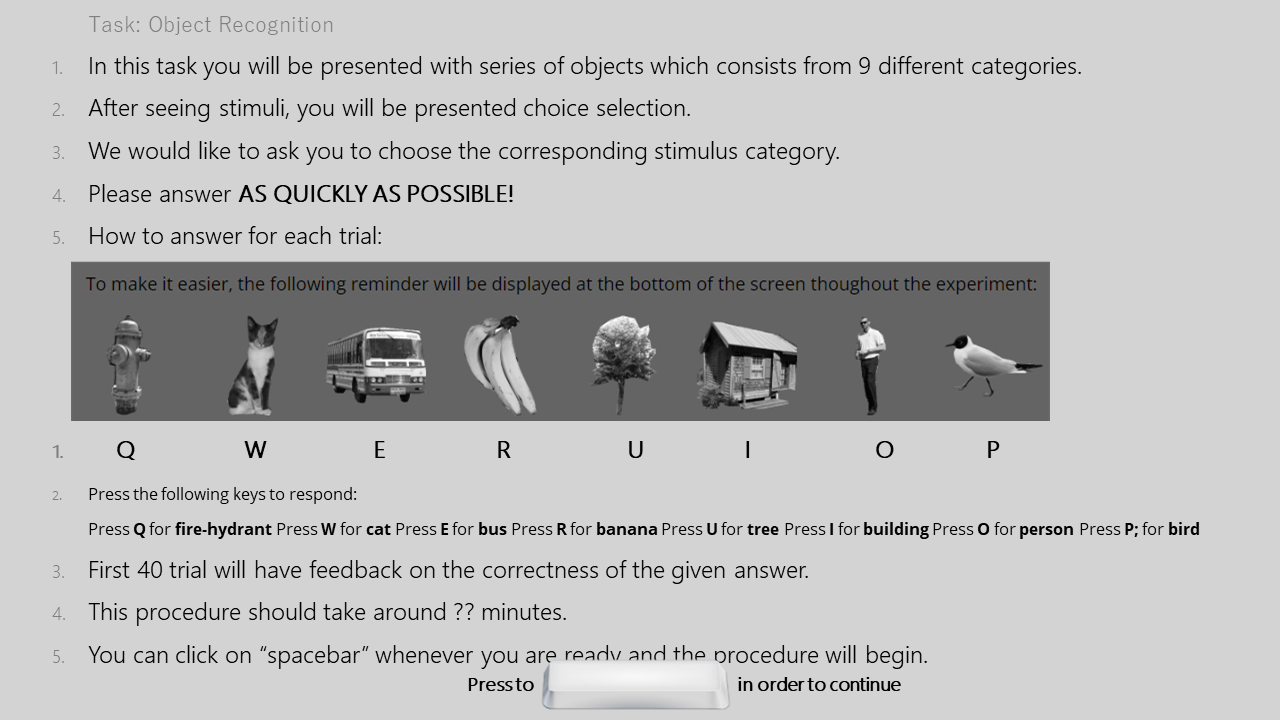 Task: Object Recognition
1. In this task you will be presented with series of objects which consists from 9 different categories.
2. After seeing stimuli, you will be presented choice selection.
3. We would like to ask you to choose the corresponding stimulus category.
4. Please answer AS QUICKLY AS POSSIBLE!
5. How to answer for each trial:
To make it easier, the following reminder will be displayed at the bottom of the screen thoughout the experiment:
1. Q W E R U I O P
2. Press the following keys to respond:
Press Q for fire-hydrant Press W for cat Press E for bus Press R for banana Press U for tree Press I for building Press O for person Press P; for bird
3. First 40 trial will have feedback on the correctness of the given answer.
4. This procedure should take around ?? minutes.
5. You can click on “spacebar” whenever you are ready and the procedure will begin.
Press to in order to continue